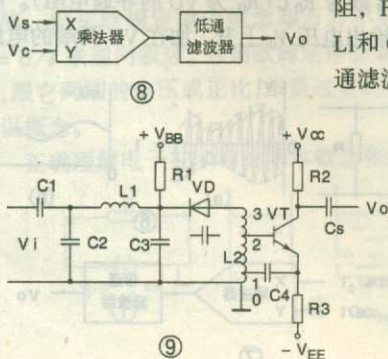 Vs
X
乘法器
低通
滤波器
Vo
Vc
Y
阻,
L1和
通滤波
⑧
+ VBB
+ Vcc
R1
R2
C1
L1
VD
3
VT
Vo
Cs
Vi
C2
C3
2
L2
1
0
C4
R3
- VEE
⑨